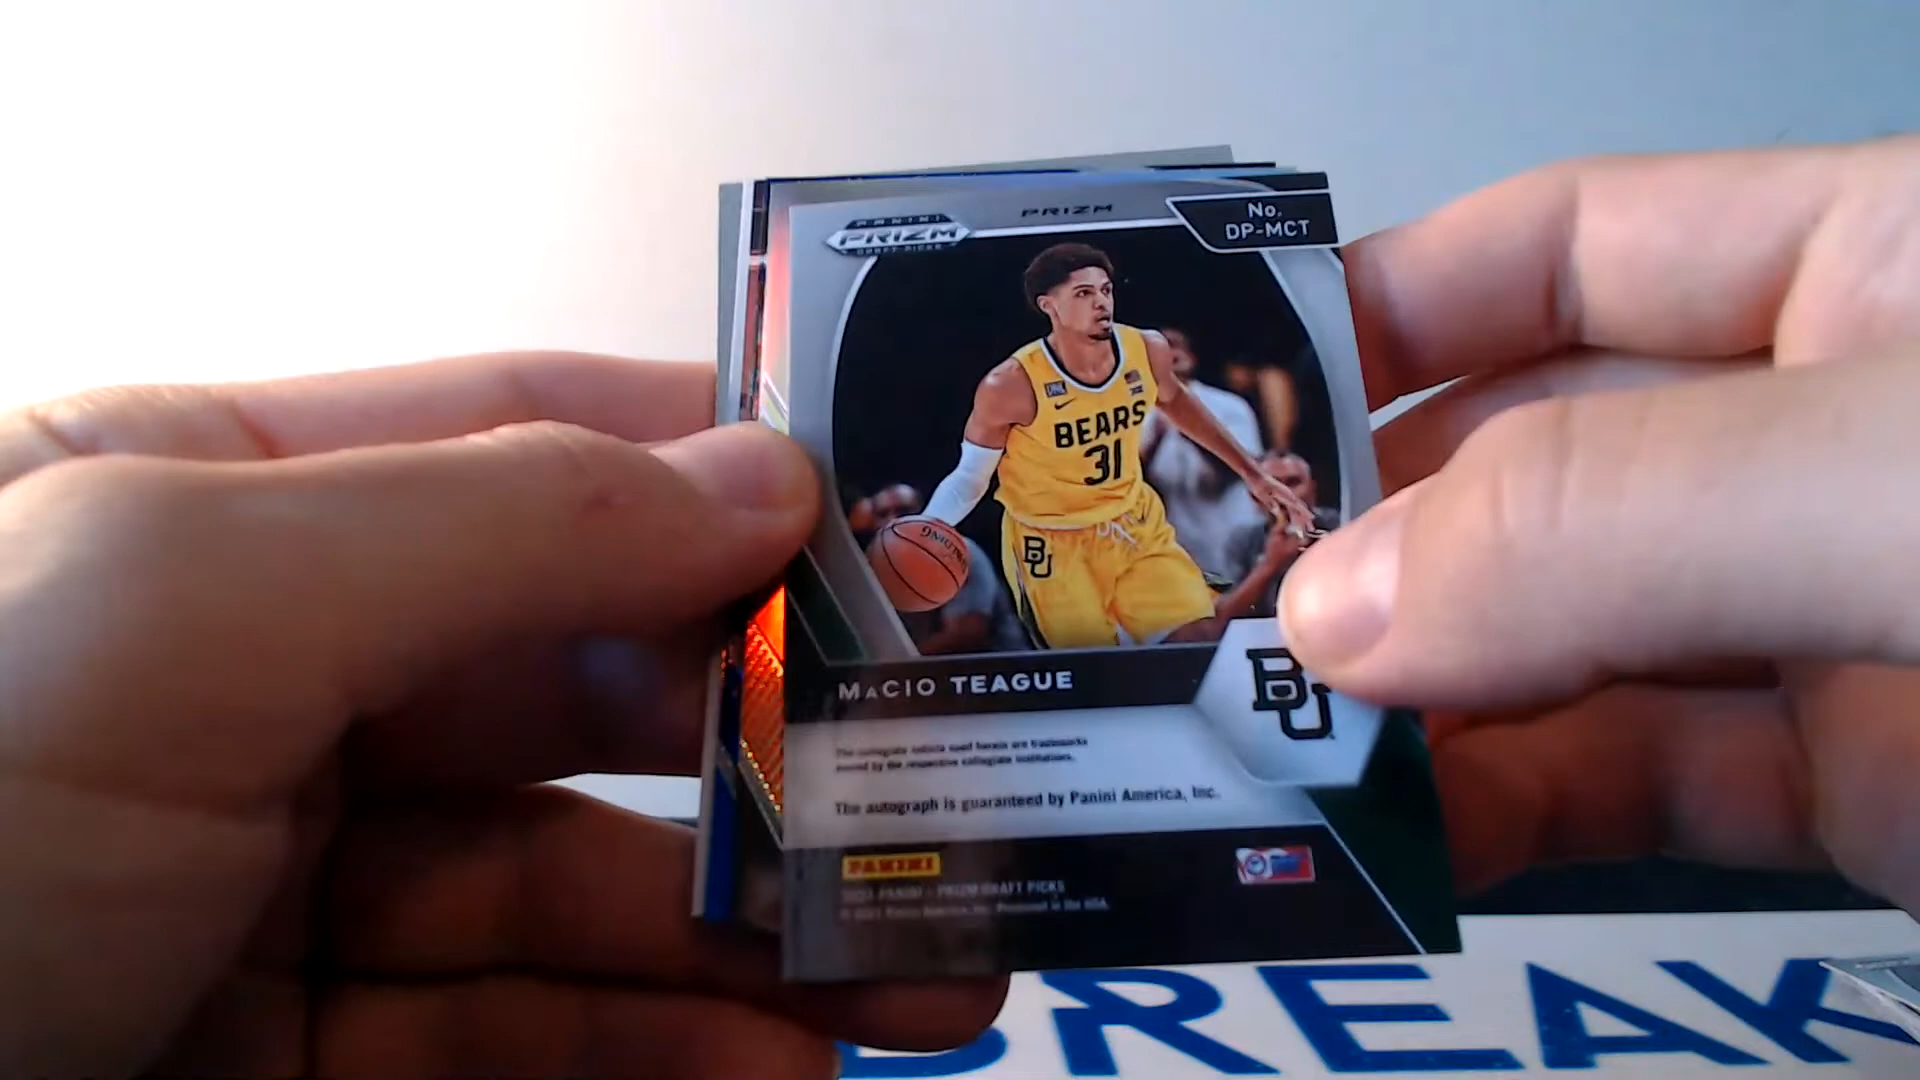 PANINI
PRIZM
DRAFT PICKS
PRIZM
No.
DP-MCT
BEARS
31
BU
SPALDING
MACIO TEAGUE
BU
The collegiate indicia used herein are trademarks
owned by the respective collegiate institutions.
The autograph is guaranteed by Panini America, Inc.
PANINI
2021 PANINI - PRIZM DRAFT PICKS
© 2021 Panini America, Inc. Produced in the USA.
BREAK